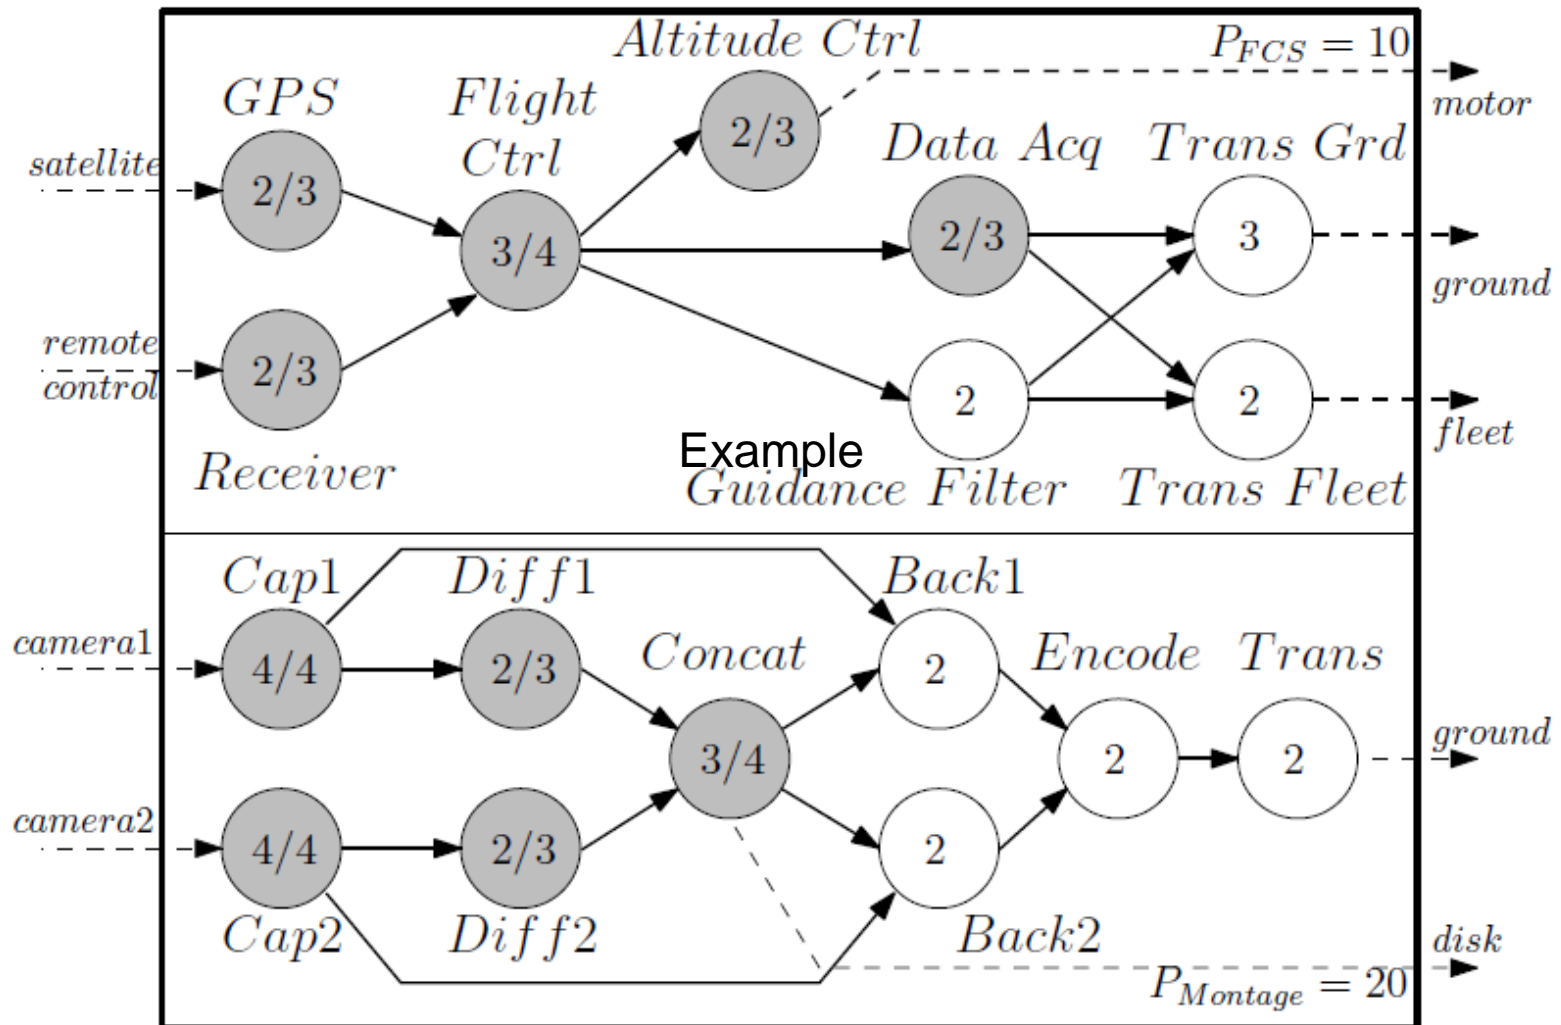 Altitude Ctrl
P_FCS = 10
GPS
Flight
Ctrl
2/3
motor
Data Acq
Trans Grd
satellite
2/3
3/4
2/3
3
ground
remote
control
2/3
2
2
fleet
Receiver
Example
Guidance Filter
Trans Fleet
Cap1
Diff1
Back1
camera1
4/4
2/3
Concat
2
Encode
Trans
3/4
2
2
ground
camera2
4/4
2/3
2
Cap2
Diff2
Back2
disk
P_Montage = 20